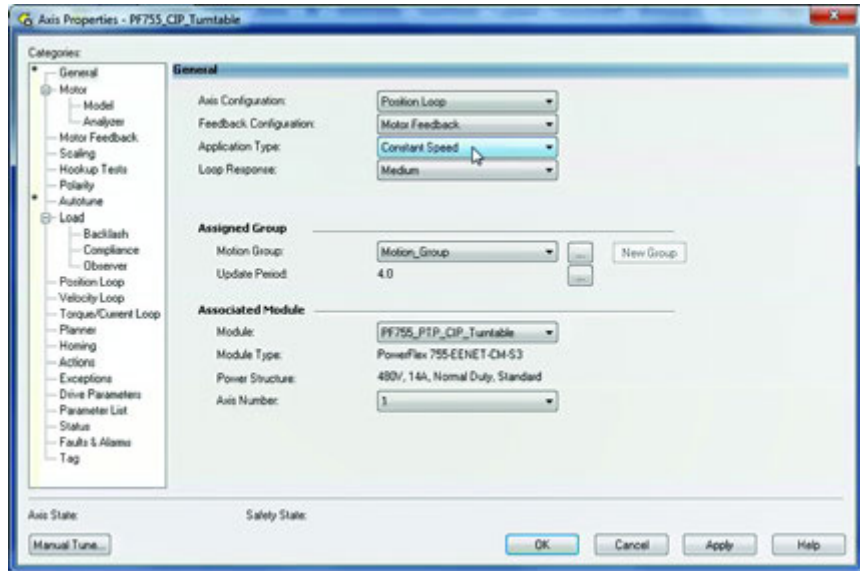 Axis Properties - PF755_CIP_Turntable
Categories:
General
Motor
Model
Analyzer
Motor Feedback
Scaling
Hookup Tests
Polarity
Autotune
Load
Backlash
Compliance
Observer
Position Loop
Velocity Loop
Torque/Current Loop
Planner
Homing
Actions
Exceptions
Drive Parameters
Parameter List
Status
Faults & Alarms
Tag
General
Axis Configuration: Position Loop
Feedback Configuration: Motor Feedback
Application Type: Constant Speed
Loop Response: Medium
Assigned Group
Motion Group: Motion_Group ... New Group
Update Period: 4.0 ...
Associated Module
Module: PF755_PTP_CIP_Turntable
Module Type: PowerFlex 755-EENET-CM-S3
Power Structure: 480V, 14A, Normal Duty, Standard
Axis Number: 1
Axis State: Safety State:
Manual Tune... OK Cancel Apply Help